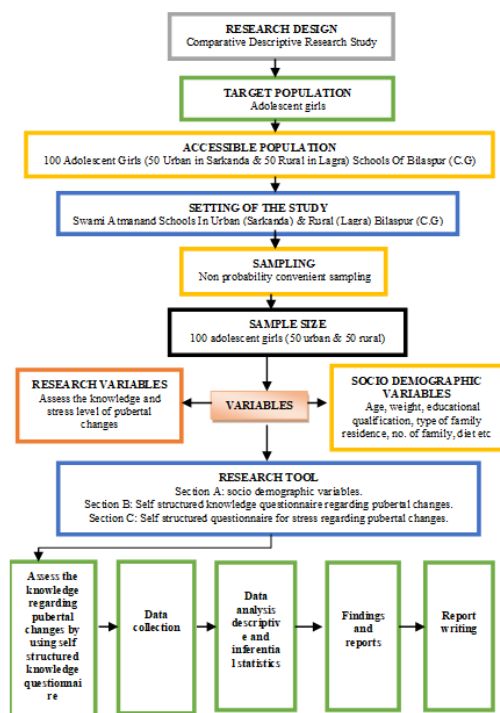 RESEARCH DESIGN
Comparative Descriptive Research Study
TARGET POPULATION
Adolescent girls
ACCESSIBLE POPULATION
100 Adolescent Girls (50 Urban in Sarkanda & 50 Rural in Lagra) Schools Of Bilaspur (C.G)
SETTING OF THE STUDY
Swami Atmanand Schools In Urban (Sarkanda) & Rural (Lagra) Bilaspur (C.G)
SAMPLING
Non probability convenient sampling
SAMPLE SIZE
100 adolescent girls (50 urban & 50 rural)
RESEARCH VARIABLES
Assess the knowledge and
stress level of pubertal
changes
VARIABLES
SOCIO DEMOGRAPHIC
VARIABLES
Age, weight, educational
qualification, type of family
residence, no. of family, diet etc
RESEARCH TOOL
Section A: socio demographic variables.
Section B: Self structured knowledge questionnaire regarding pubertal changes.
Section C: Self structured questionnaire for stress regarding pubertal changes.
Assess the
knowledge
regarding
pubertal
changes by
using self
structured
knowledge
questionnai
re
Data
collection
Data
analysis
descriptiv
e and
inferentia
l statistics
Findings
and
reports
Report
writing